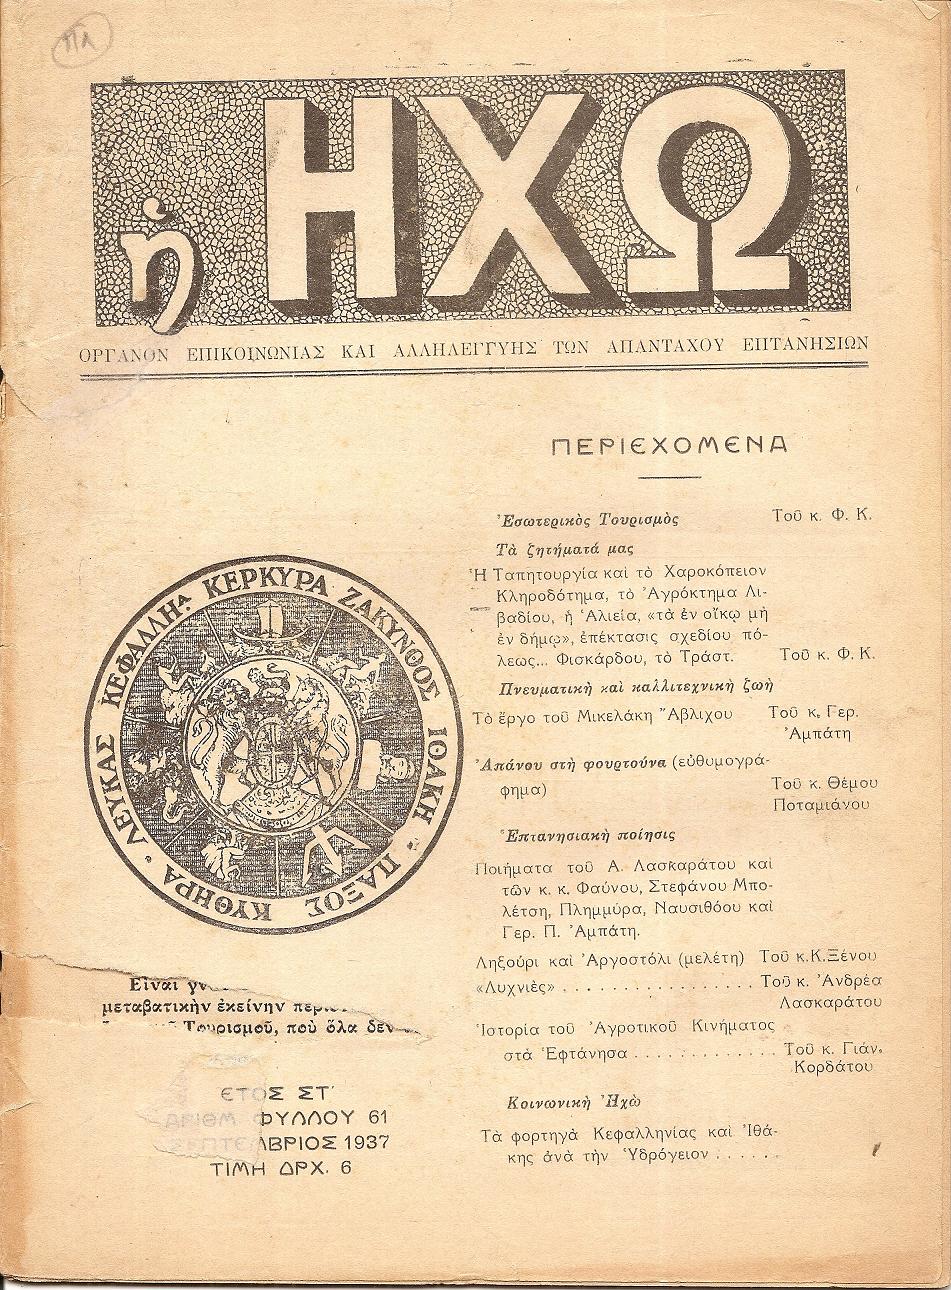 ΠΛ
ἡ ΗΧΩ
ΟΡΓΑΝΟΝ ΕΠΙΚΟΙΝΩΝΙΑΣ ΚΑΙ ΑΛΛΗΛΕΓΓΥΗΣ ΤΩΝ ΑΠΑΝΤΑΧΟΥ ΕΠΤΑΝΗΣΙΩΝ
ΠΕΡΙΕΧΟΜΕΝΑ
Ἐσωτερικὸς Τουρισμὸς Τοῦ κ. Φ. Κ.
Τὰ ζητήματά μας
Ἡ Ταπητουργία καὶ τὸ Χαροκόπειον
Κληροδότημα, τὸ Ἀγρόκτημα Λι-
βαδίου, ἡ Ἁλιεία, «τὰ ἐν οἴκῳ μὴ
ἐν δήμῳ», ἐπέκτασις σχεδίου πό-
λεως... Φισκάρδου, τὸ Τράστ. Τοῦ κ. Φ. Κ.
Πνευματικὴ καὶ καλλιτεχνικὴ ζωὴ
Τὸ ἔργο τοῦ Μικελάκη Ἄβλιχου Τοῦ κ. Γερ.
Ἀμπάτη
Ἀπάνου στὴ φουρτούνα (εὐθυμογρά-
φημα) Τοῦ κ. Θέμου
Ποταμιάνου
Ἑπτανησιακὴ ποίησις
Ποιήματα τοῦ Α. Λασκαράτου καὶ
τῶν κ. κ. Φαύνου, Στεφάνου Μπο-
λέτση, Πλημμύρα, Ναυσιθόου καὶ
Γερ. Π. Ἀμπάτη.
Ληξούρι καὶ Ἀργοστόλι (μελέτη) Τοῦ κ.Κ.Ξένου
«Λυχνιὲς» . . . . . . . . . . . . . . . . . Τοῦ κ. Ἀνδρέα
Λασκαράτου
Ἱστορία τοῦ Ἀγροτικοῦ Κινήματος
στὰ Ἑφτάνησα . . . . . . . . . . . . Τοῦ κ. Γιάν.
Κορδάτου
Κοινωνικὴ Ἠχὼ
Τὰ φορτηγὰ Κεφαλληνίας καὶ Ἰθά-
κης ἀνὰ τὴν Ὑδρόγειον . . . . . .
ΚΕΡΚΥΡΑ ΖΑΚΥΝΘΟΣ ΙΘΑΚΗ · ΠΑΞΟΣ ΚΥΘΗΡΑ · ΛΕΥΚΑΣ ΚΕΦΑΛΛΗ?
Εἶναι
μεταβατικὴν ἐκείνην
Τουρισμοῦ, ποὺ ὅλα δὲν
ΕΤΟΣ ΣΤ'
ΑΡΙΘΜ ΦΥΛΛΟΥ 61
ΣΕΠΤΕΜΒΡΙΟΣ 1937
ΤΙΜΗ ΔΡΧ. 6